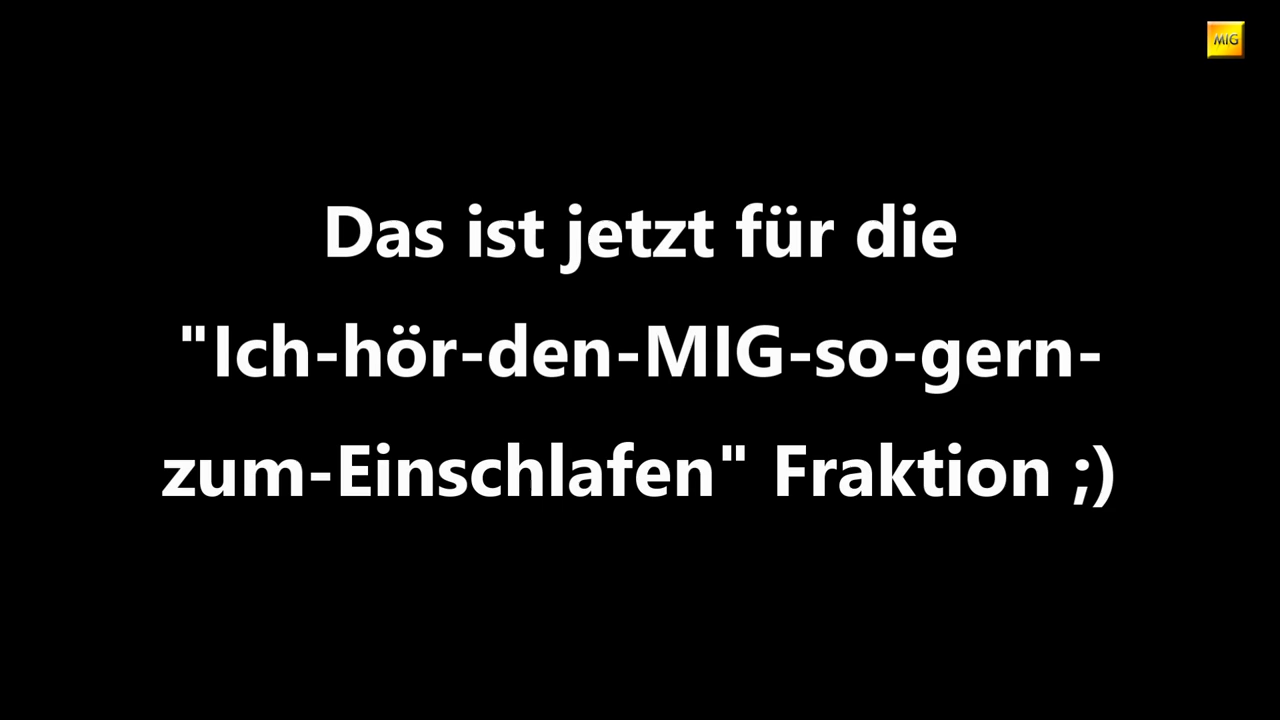 MIG
Das ist jetzt für die
"Ich-hör-den-MIG-so-gern-
zum-Einschlafen" Fraktion ;)